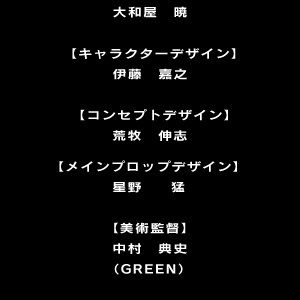 大和屋　暁
【キャラクターデザイン】
伊藤　嘉之
【コンセプトデザイン】
荒牧　伸志
【メインプロップデザイン】
星野　　猛
【美術監督】
中村　典史
（GREEN）